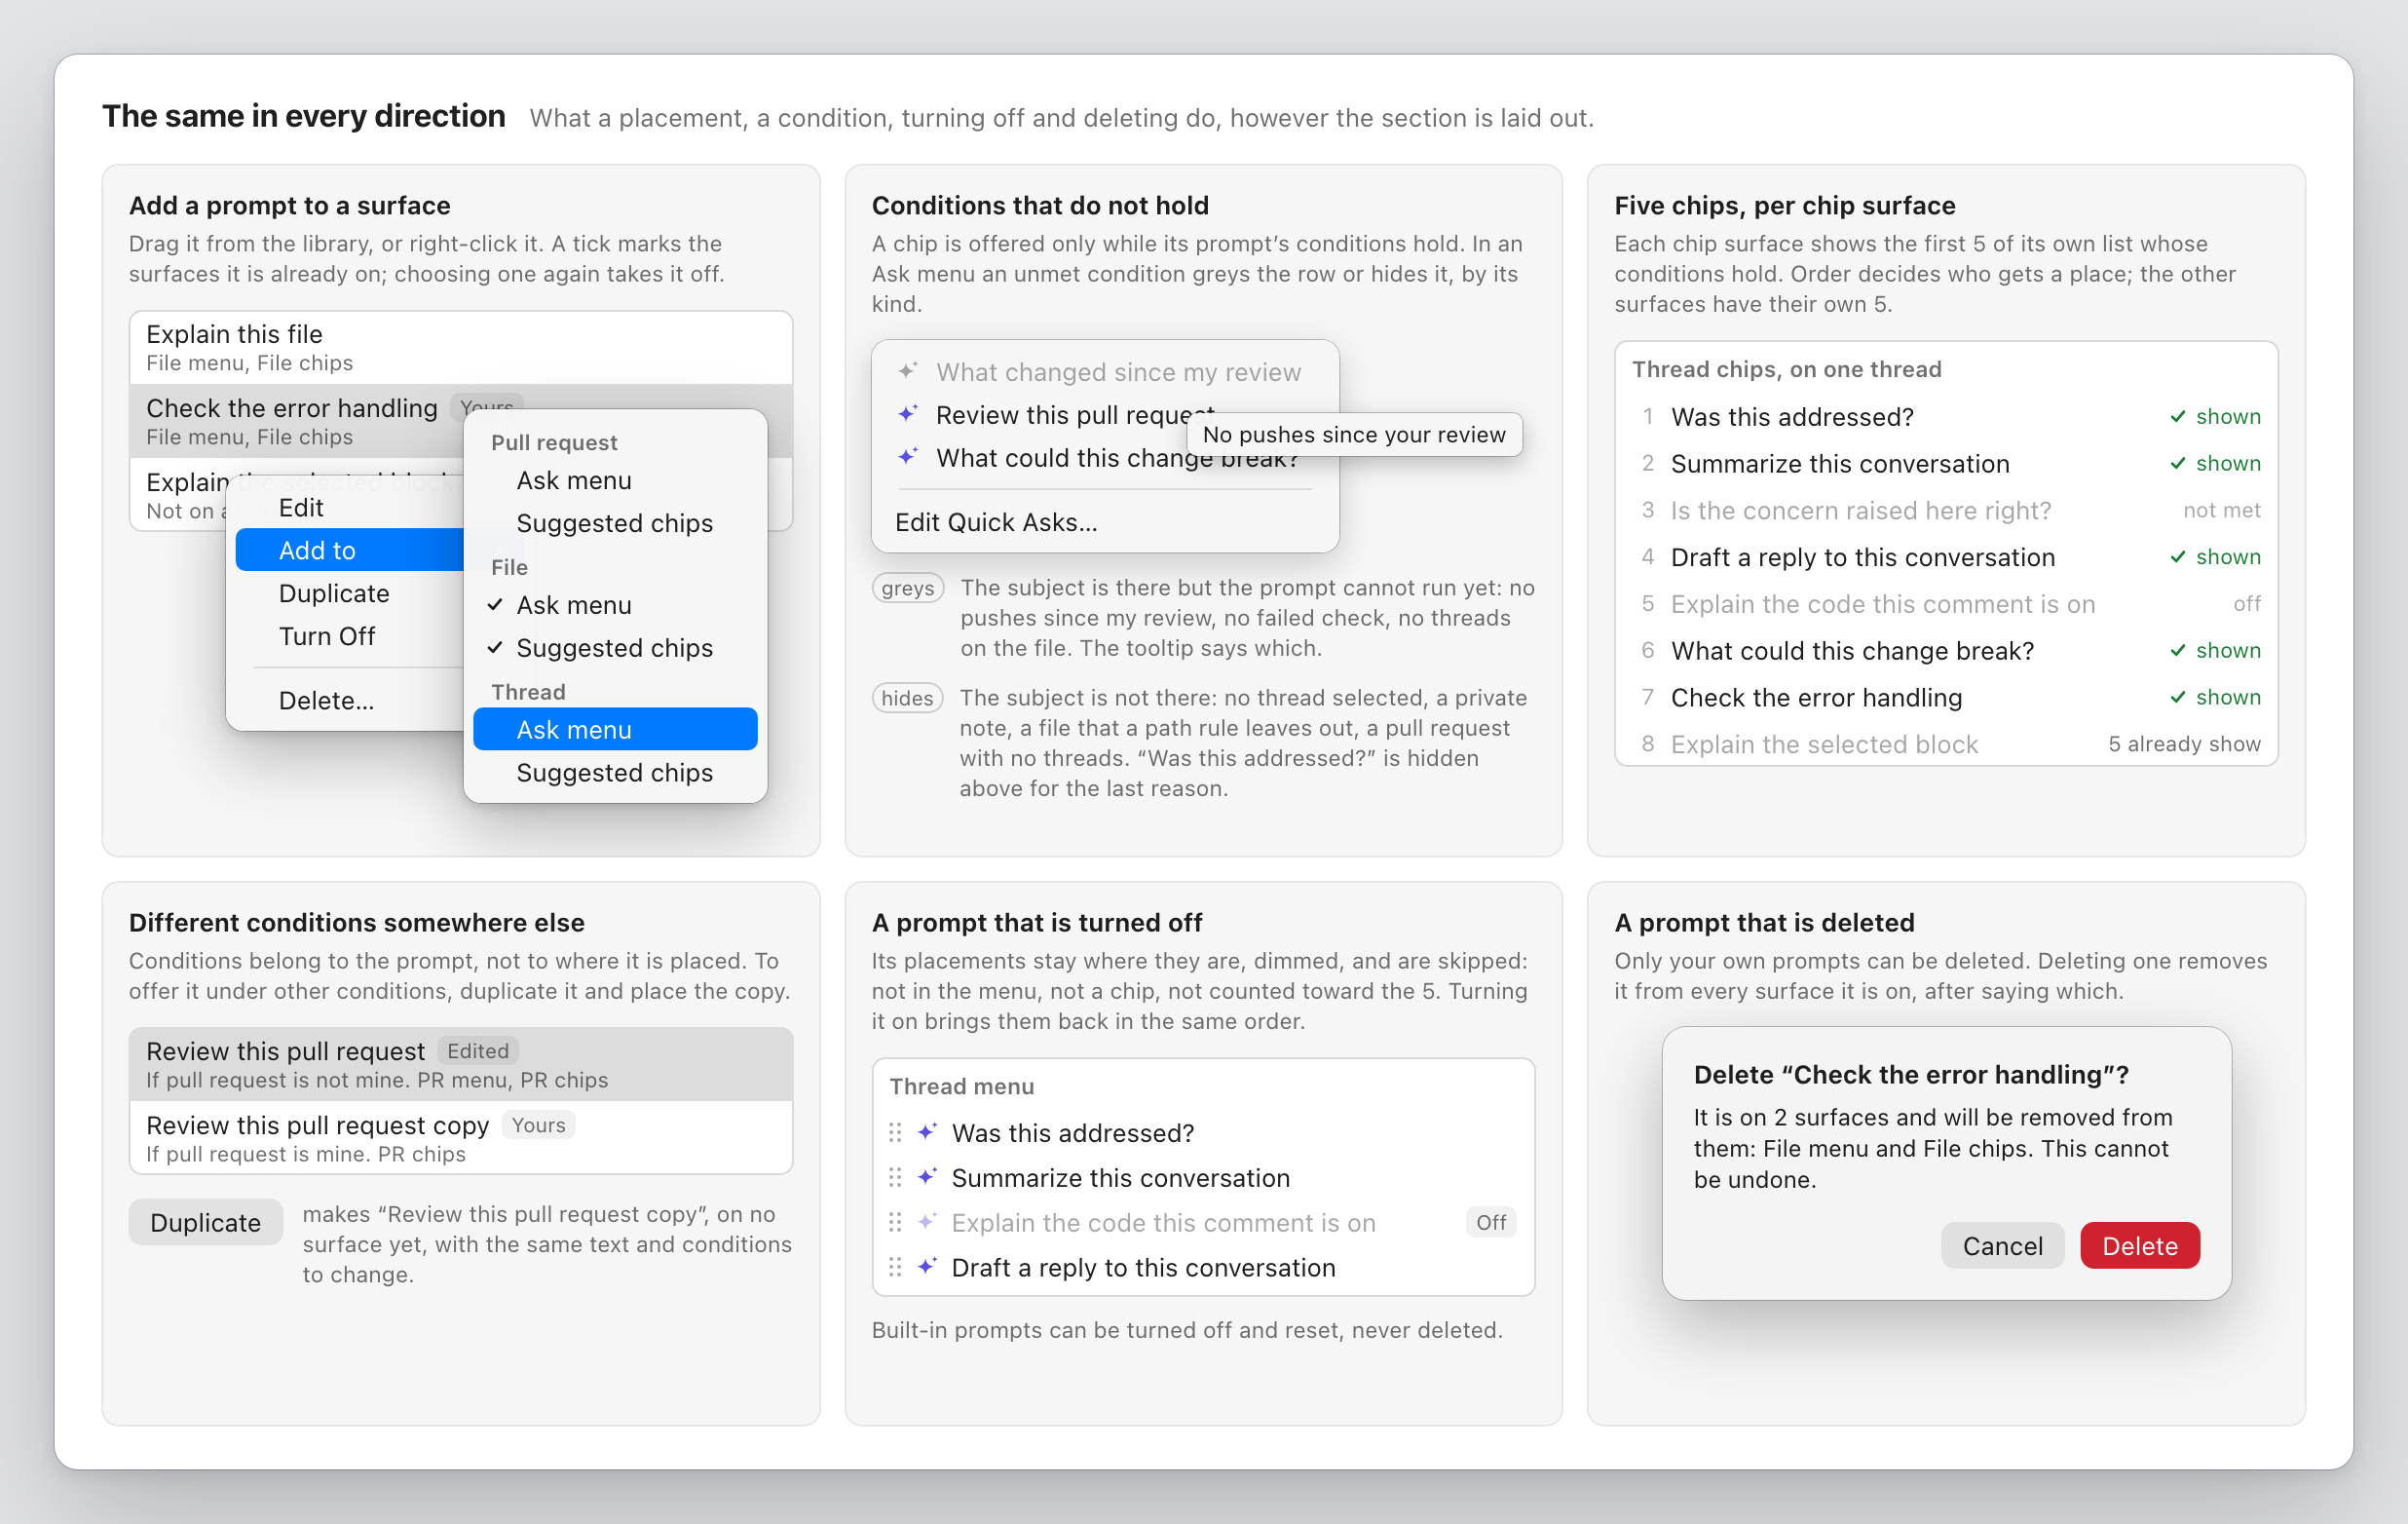 The same in every direction What a placement, a condition, turning off and deleting do, however the section is laid out.
Add a prompt to a surface
Drag it from the library, or right-click it. A tick marks the
surfaces it is already on; choosing one again takes it off.
Explain this file
File menu, File chips
Check the error handling Yours
File menu, File chips
Explain the selected block
Not on a
Edit
Add to
Duplicate
Turn Off
Delete...
Pull request
Ask menu
Suggested chips
File
Ask menu
Suggested chips
Thread
Ask menu
Suggested chips
Conditions that do not hold
A chip is offered only while its prompt’s conditions hold. In an
Ask menu an unmet condition greys the row or hides it, by its
kind.
What changed since my review
Review this pull request
No pushes since your review
What could this change break?
Edit Quick Asks...
greys The subject is there but the prompt cannot run yet: no
pushes since my review, no failed check, no threads
on the file. The tooltip says which.
hides The subject is not there: no thread selected, a private
note, a file that a path rule leaves out, a pull request
with no threads. “Was this addressed?” is hidden
above for the last reason.
Five chips, per chip surface
Each chip surface shows the first 5 of its own list whose
conditions hold. Order decides who gets a place; the other
surfaces have their own 5.
Thread chips, on one thread
1 Was this addressed? ✓ shown
2 Summarize this conversation ✓ shown
3 Is the concern raised here right? not met
4 Draft a reply to this conversation ✓ shown
5 Explain the code this comment is on off
6 What could this change break? ✓ shown
7 Check the error handling ✓ shown
8 Explain the selected block 5 already show
Different conditions somewhere else
Conditions belong to the prompt, not to where it is placed. To
offer it under other conditions, duplicate it and place the copy.
Review this pull request Edited
If pull request is not mine. PR menu, PR chips
Review this pull request copy Yours
If pull request is mine. PR chips
Duplicate makes “Review this pull request copy”, on no
surface yet, with the same text and conditions
to change.
A prompt that is turned off
Its placements stay where they are, dimmed, and are skipped:
not in the menu, not a chip, not counted toward the 5. Turning
it on brings them back in the same order.
Thread menu
Was this addressed?
Summarize this conversation
Explain the code this comment is on Off
Draft a reply to this conversation
Built-in prompts can be turned off and reset, never deleted.
A prompt that is deleted
Only your own prompts can be deleted. Deleting one removes
it from every surface it is on, after saying which.
Delete “Check the error handling”?
It is on 2 surfaces and will be removed from
them: File menu and File chips. This cannot
be undone.
Cancel Delete